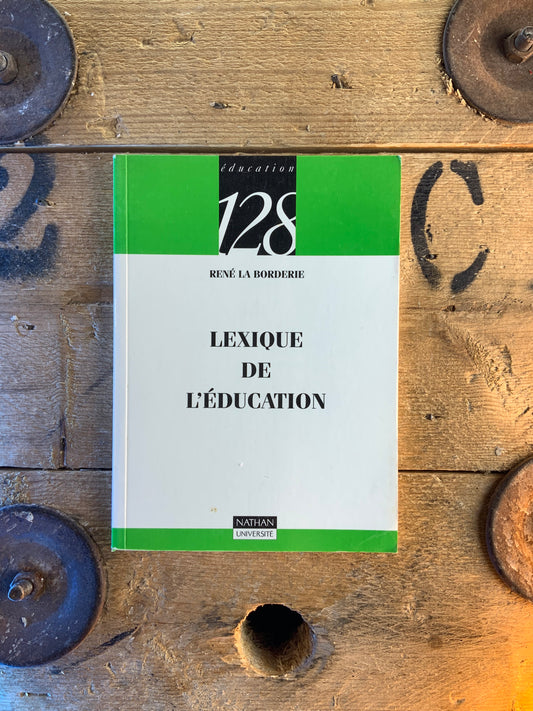 éducation
128
RENÉ LA BORDERIE
2 C
LEXIQUE
DE
L'ÉDUCATION
NATHAN
UNIVERSITÉ